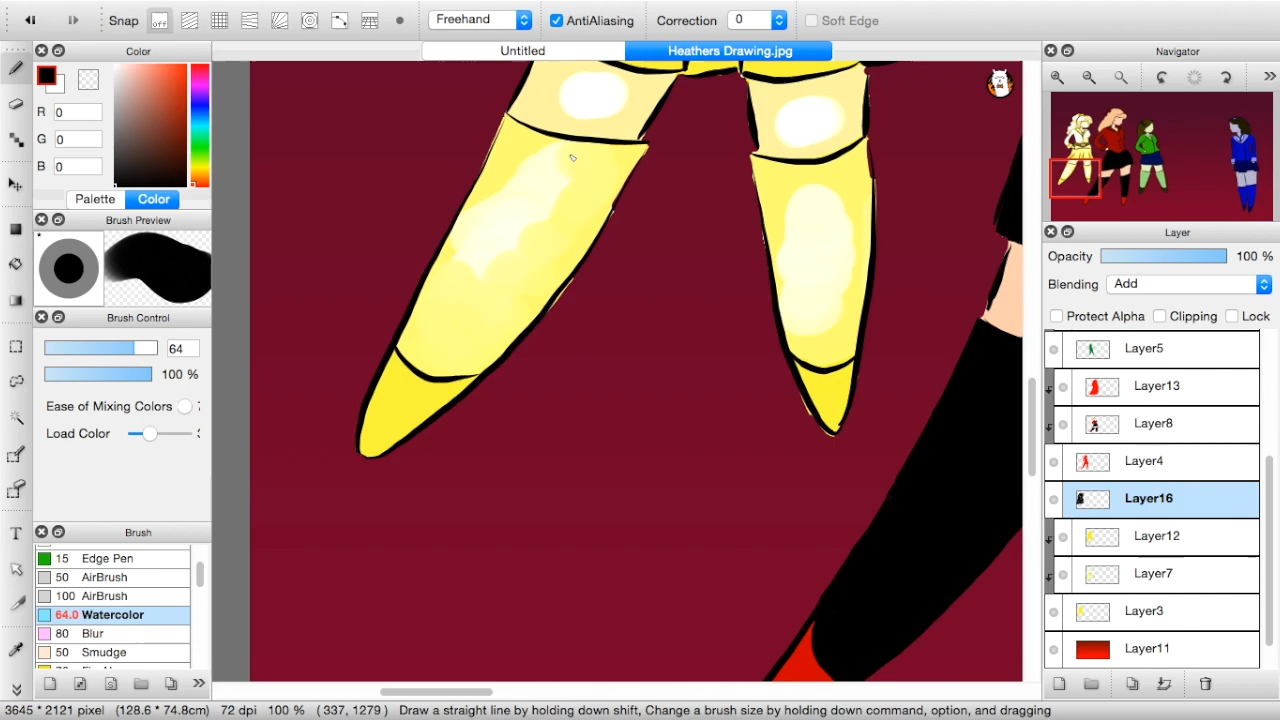 Snap
off
Freehand
AntiAliasing
Correction
0
Soft Edge
Untitled
Heathers Drawing.jpg
Color
R
0
G
0
B
0
Palette
Color
Brush Preview
Brush Control
64
100 %
Ease of Mixing Colors
Load Color
Brush
15 Edge Pen
50 AirBrush
100 AirBrush
64.0 Watercolor
80 Blur
50 Smudge
T
Navigator
Layer
Opacity
100 %
Blending
Add
Protect Alpha
Clipping
Lock
Layer5
Layer13
Layer8
Layer4
Layer16
Layer12
Layer7
Layer3
Layer11
3645 * 2121 pixel (128.6 * 74.8cm) 72 dpi 100 % ( 337, 1279 ) Draw a straight line by holding down shift, Change a brush size by holding down command, option, and dragging